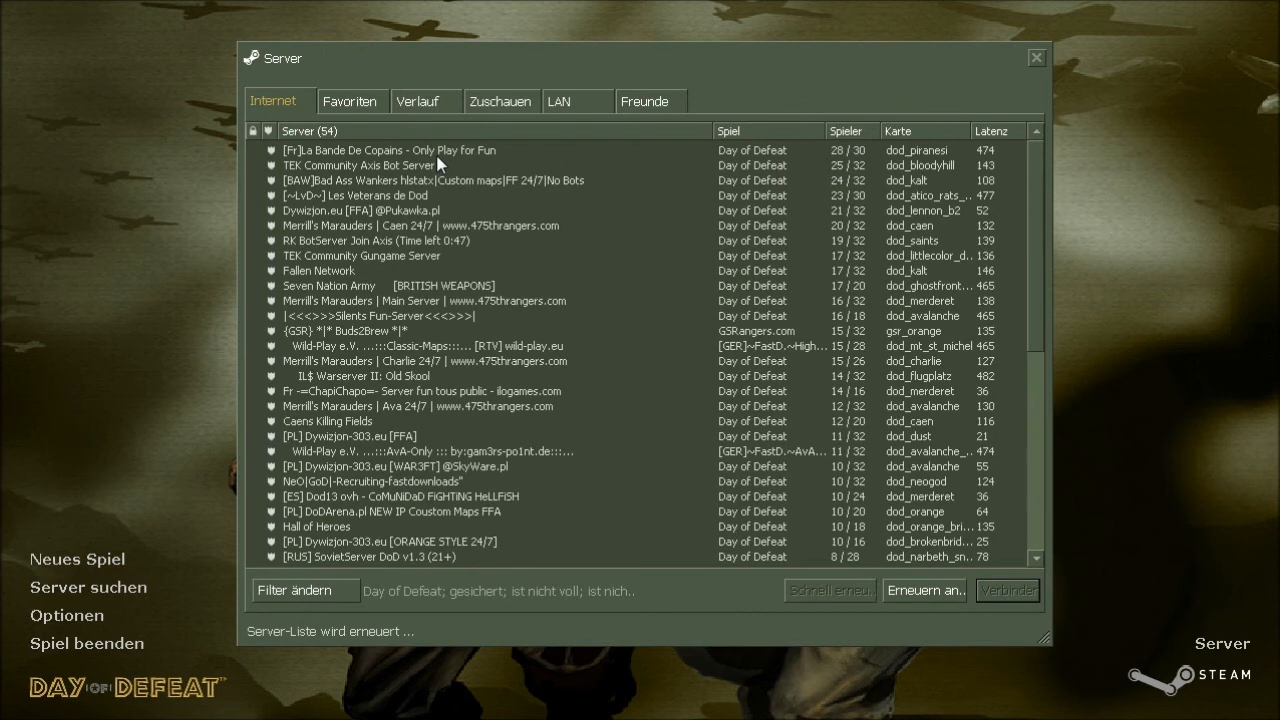 Server
Internet Favoriten Verlauf Zuschauen LAN Freunde
Server (54) Spiel Spieler Karte Latenz
[Fr]La Bande De Copains - Only Play for Fun Day of Defeat 28 / 30 dod_piranesi 474
TEK Community Axis Bot Server Day of Defeat 25 / 32 dod_bloodyhill 143
[BAW]Bad Ass Wankers hlstatx|Custom maps|FF 24/7|No Bots Day of Defeat 24 / 32 dod_kalt 108
[~LvD~] Les Veterans de Dod Day of Defeat 23 / 30 dod_atico_rats_.. 477
Dywizjon.eu [FFA] @Pukawka.pl Day of Defeat 21 / 32 dod_lennon_b2 52
Merrill's Marauders | Caen 24/7 | www.475thrangers.com Day of Defeat 20 / 32 dod_caen 132
RK BotServer Join Axis (Time left 0:47) Day of Defeat 19 / 32 dod_saints 139
TEK Community Gungame Server Day of Defeat 17 / 32 dod_littlecolor_d.. 136
Fallen Network Day of Defeat 17 / 32 dod_kalt 146
Seven Nation Army [BRITISH WEAPONS] Day of Defeat 17 / 20 dod_ghostfront... 465
Merrill's Marauders | Main Server | www.475thrangers.com Day of Defeat 16 / 32 dod_merderet 138
|<<<>>>Silents Fun-Server<<<>>>| Day of Defeat 16 / 18 dod_avalanche 465
{GSR} *|* Buds2Brew *|* GSRangers.com 15 / 32 gsr_orange 135
Wild-Play e.V. ...:::Classic-Maps:::... [RTV] wild-play.eu [GER]~FastD.~High... 15 / 28 dod_mt_st_michel 465
Merrill's Marauders | Charlie 24/7 | www.475thrangers.com Day of Defeat 15 / 26 dod_charlie 127
IL$ Warserver II: Old Skool Day of Defeat 14 / 32 dod_flugplatz 482
Fr -=ChapiChapo=- Server fun tous public - ilogames.com Day of Defeat 14 / 16 dod_merderet 36
Merrill's Marauders | Ava 24/7 | www.475thrangers.com Day of Defeat 12 / 32 dod_avalanche 130
Caens Killing Fields Day of Defeat 12 / 20 dod_caen 116
[PL] Dywizjon-303.eu [FFA] Day of Defeat 11 / 32 dod_dust 21
Wild-Play e.V. ...:::AvA-Only ::: by:gam3rs-po1nt.de:::... [GER]~FastD.~AvA... 11 / 32 dod_avalanche_.. 474
[PL] Dywizjon-303.eu [WAR3FT] @SkyWare.pl Day of Defeat 10 / 32 dod_avalanche 55
NeO|GoD|-Recruiting-fastdownloads" Day of Defeat 10 / 32 dod_neogod 124
[ES] Dod13 ovh - CoMuNiDaD FiGHTiNG HeLLFiSH Day of Defeat 10 / 24 dod_merderet 36
[PL] DoDArena.pl NEW IP Coustom Maps FFA Day of Defeat 10 / 20 dod_orange 64
Hall of Heroes Day of Defeat 10 / 18 dod_orange_bri... 135
[PL] Dywizjon-303.eu [ORANGE STYLE 24/7] Day of Defeat 10 / 16 dod_brokenbrid... 25
[RUS] SovietServer DoD v1.3 (21+) Day of Defeat 8 / 28 dod_narbeth_sn... 78
Filter ändern Day of Defeat; gesichert; ist nicht voll; ist nich.. Schnell erneu. Erneuern an.. Verbinden
Server-Liste wird erneuert ...
Neues Spiel
Server suchen
Optionen
Spiel beenden
DAY OF DEFEAT™
Server
STEAM